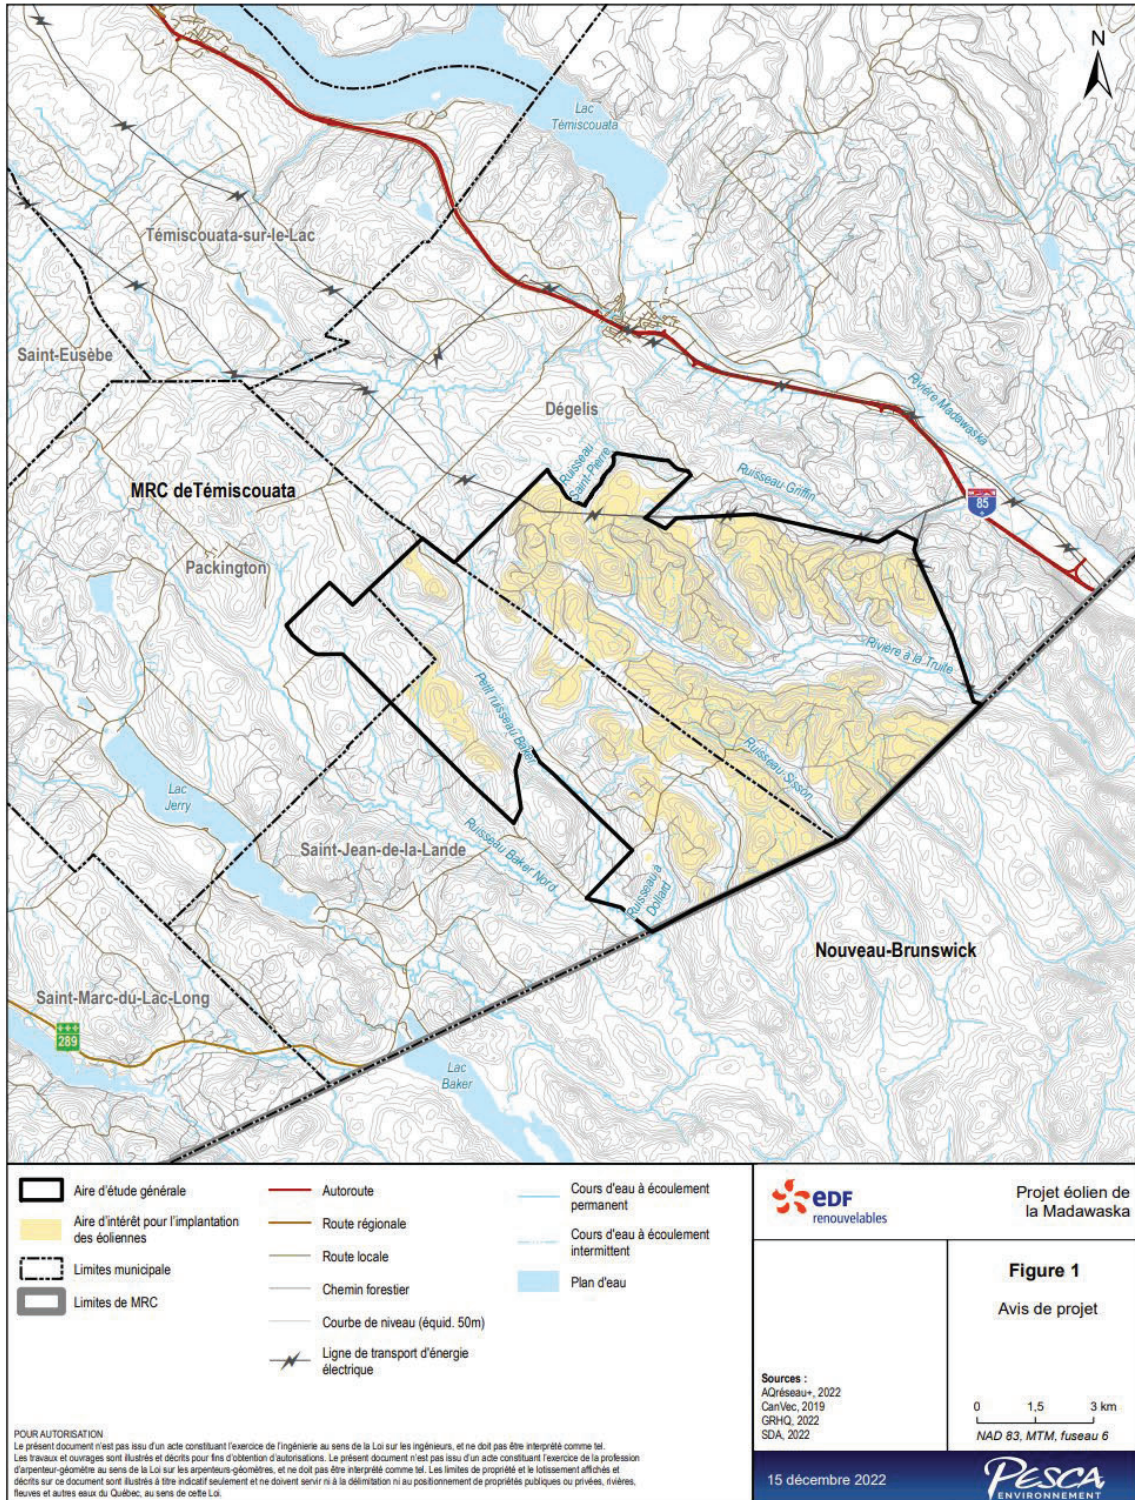 N
Lac
Témiscouata
Témiscouata-sur-le-Lac
Saint-Eusèbe
Dégelis
Rivière Madawaska
Ruisseau
Saint-Pierre
Ruisseau Griffin
85
MRC deTémiscouata
Packington
Rivière à la Truite
Petit ruisseau Baker
Ruisseau Sisson
Lac
Jerry
Saint-Jean-de-la-Lande
Ruisseau Baker Nord
Ruisseau à
Dollard
Nouveau-Brunswick
Saint-Marc-du-Lac-Long
289
Lac
Baker
Aire d'étude générale
Aire d'intérêt pour l'implantation
des éoliennes
Limites municipale
Limites de MRC
Autoroute
Route régionale
Route locale
Chemin forestier
Courbe de niveau (équid. 50m)
Ligne de transport d'énergie
électrique
Cours d'eau à écoulement
permanent
Cours d'eau à écoulement
intermittent
Plan d'eau
POUR AUTORISATION
Le présent document n'est pas issu d'un acte constituant l'exercice de l'ingénierie au sens de la Loi sur les ingénieurs, et ne doit pas être interprété comme tel.
Les travaux et ouvrages sont illustrés et décrits pour fins d'obtention d'autorisations. Le présent document n'est pas issu d'un acte constituant l'exercice de la profession
d'arpenteur-géomètre au sens de la Loi sur les arpenteurs-géomètres, et ne doit pas être interprété comme tel. Les limites de propriété et le lotissement affichés et
décrits sur ce document sont illustrés à titre indicatif seulement et ne doivent servir ni à la délimitation ni au positionnement de propriétés publiques ou privées, rivières,
fleuves et autres eaux du Québec, au sens de cette Loi.
eDF
renouvelables
Projet éolien de
la Madawaska
Figure 1
Avis de projet
Sources :
AQréseau+, 2022
CanVec, 2019
GRHQ, 2022
SDA, 2022
0 1,5 3 km
NAD 83, MTM, fuseau 6
15 décembre 2022
PESCA
ENVIRONNEMENT